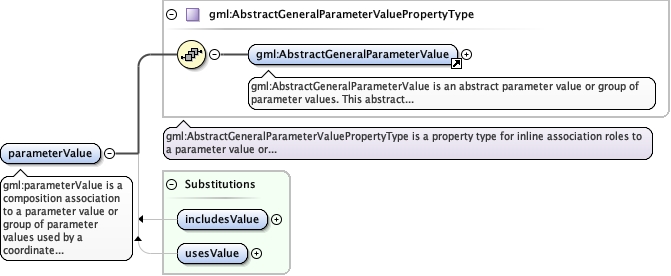 gml:AbstractGeneralParameterValuePropertyType
gml:AbstractGeneralParameterValue
gml:AbstractGeneralParameterValue is an abstract parameter value or group of
parameter values. This abstract...
gml:AbstractGeneralParameterValuePropertyType is a property type for inline association roles to
a parameter value or...
parameterValue
gml:parameterValue is a
composition association
to a parameter value or
group of parameter
values used by a
coordinate...
Substitutions
includesValue
usesValue